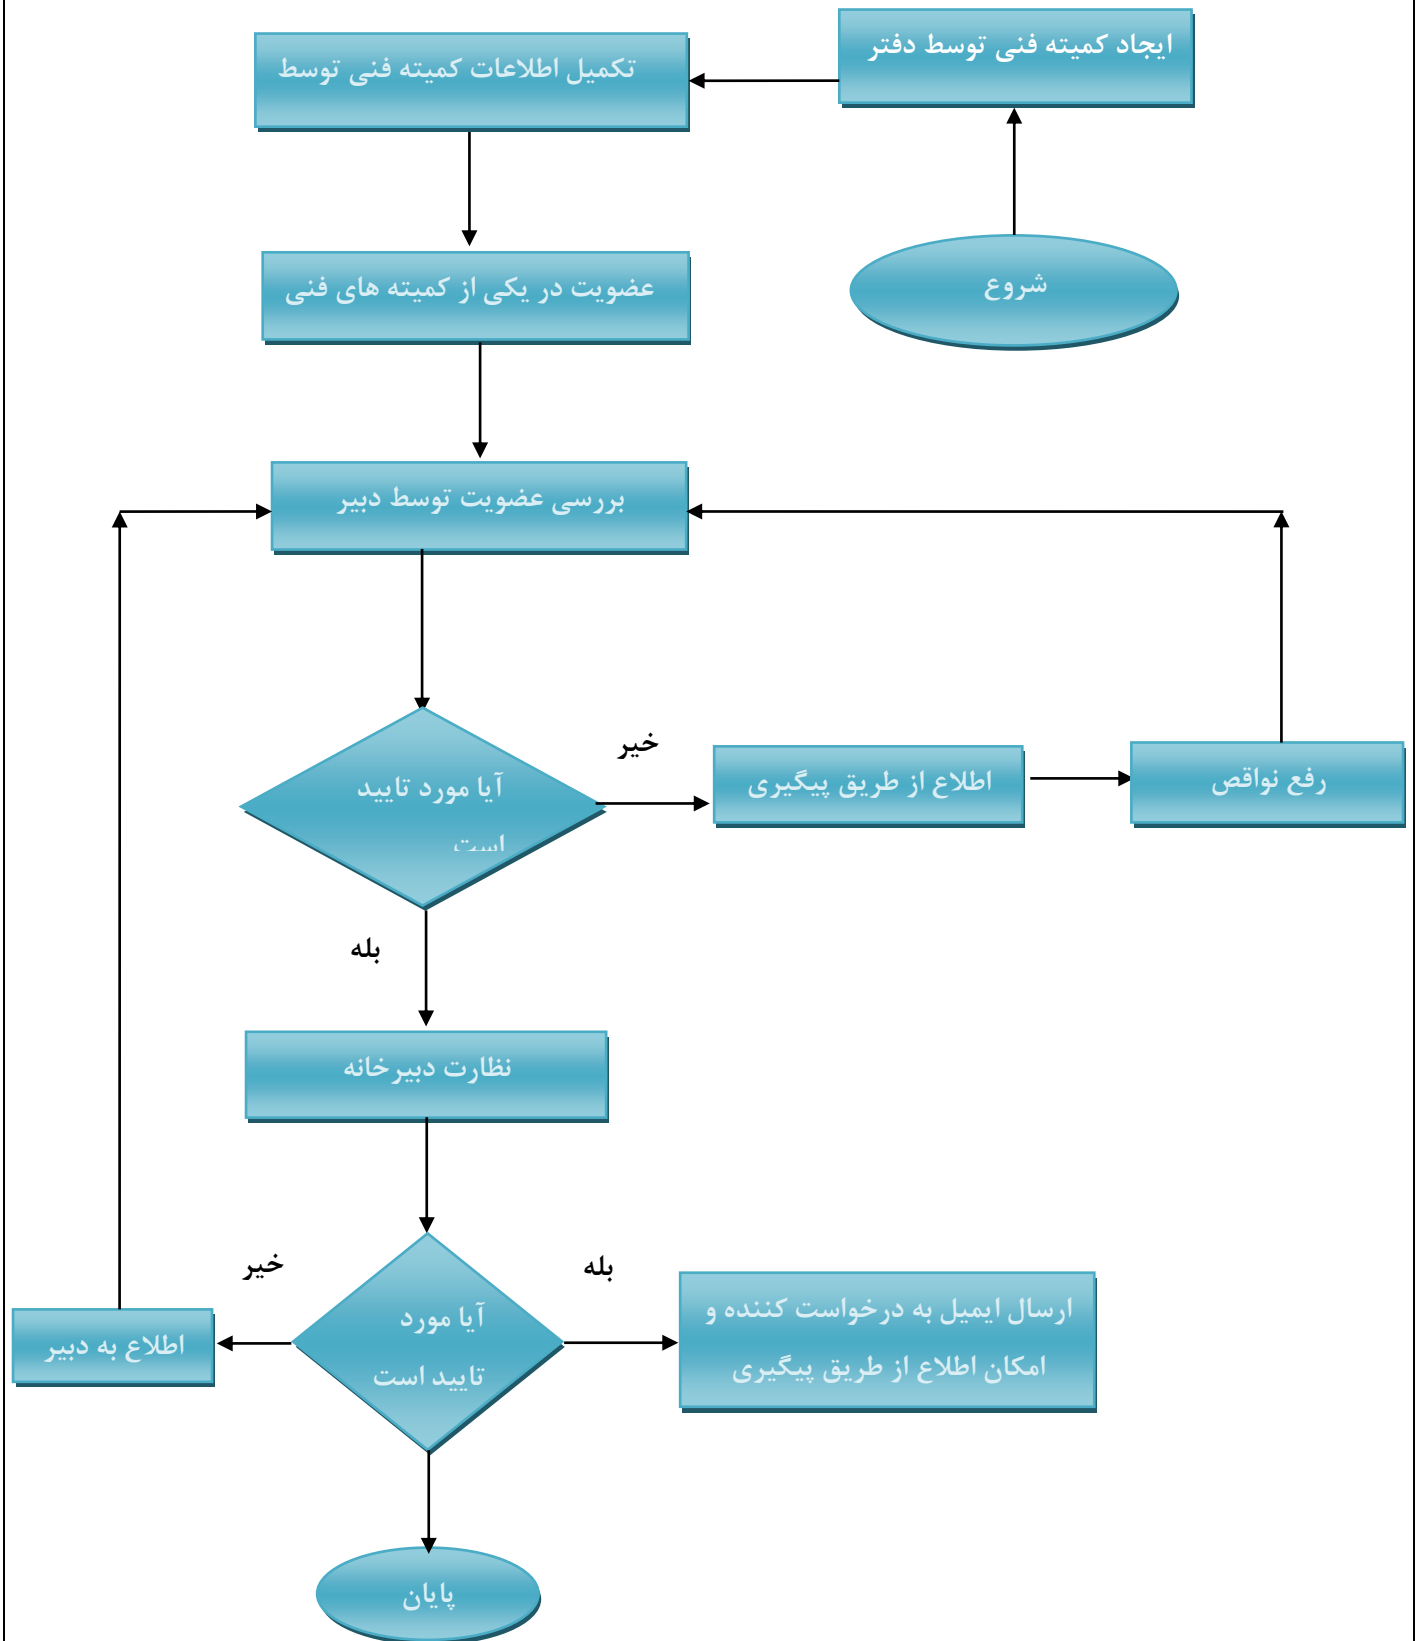 ایجاد کمیته فنی توسط دفتر
تکمیل اطلاعات کمیته فنی توسط
شروع
عضویت در یکی از کمیته های فنی
بررسی عضویت توسط دبیر
خیر
آیا مورد تایید
است
اطلاع از طریق پیگیری
رفع نواقص
بله
نظارت دبیرخانه
خیر
بله
آیا مورد
تایید است
ارسال ایمیل به درخواست کننده و
امکان اطلاع از طریق پیگیری
اطلاع به دبیر
پایان